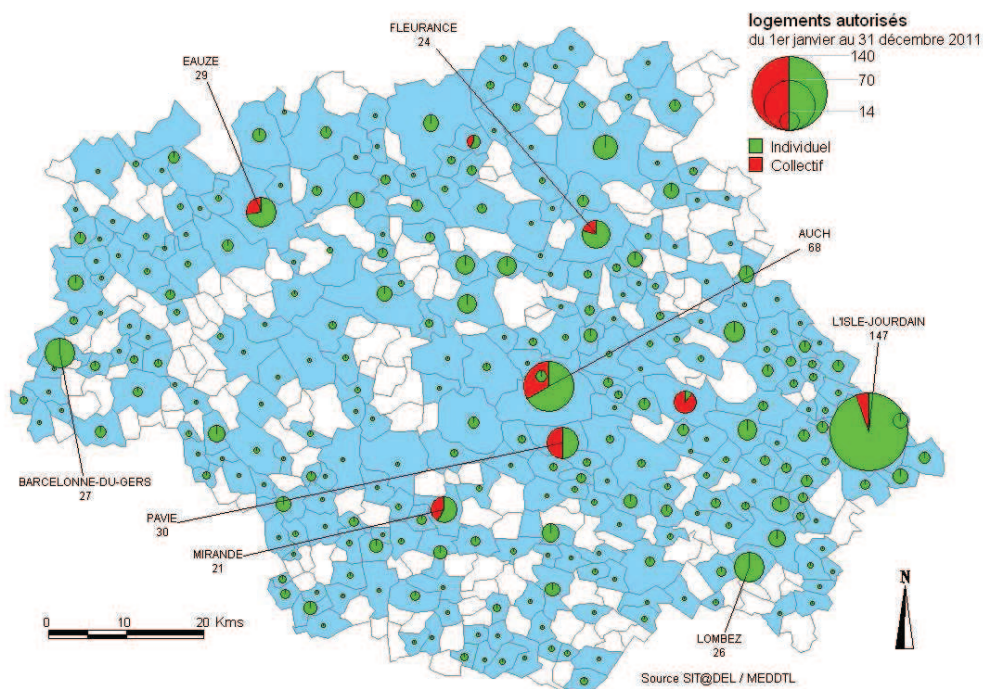 logements autorisés
du 1er janvier au 31 décembre 2011
140
70
14
Individuel
Collectif
FLEURANCE
24
EAUZE
29
AUCH
68
L'ISLE-JOURDAIN
147
BARCELONNE-DU-GERS
27
PAVIE
30
MIRANDE
21
LOMBEZ
26
N
0 10 20 Kms
Source SIT@DEL / MEDDTL